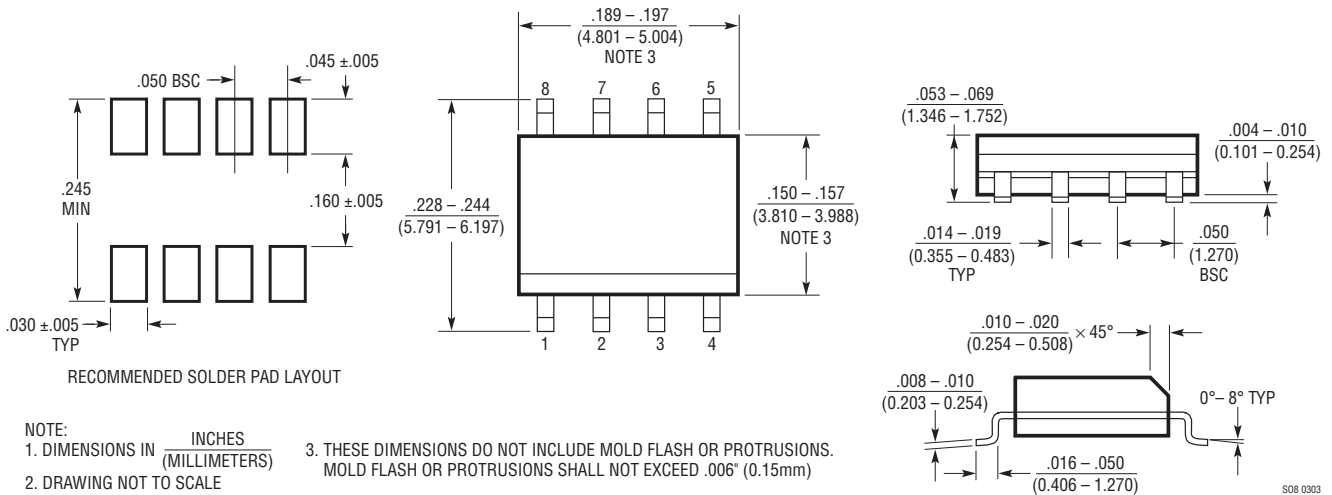 .050 BSC
.045 ±.005
.245
MIN
.160 ±.005
.030 ±.005
TYP
RECOMMENDED SOLDER PAD LAYOUT
.189 – .197
(4.801 – 5.004)
NOTE 3
8 7 6 5
.228 – .244
(5.791 – 6.197)
.150 – .157
(3.810 – 3.988)
NOTE 3
1 2 3 4
.053 – .069
(1.346 – 1.752)
.004 – .010
(0.101 – 0.254)
.014 – .019
(0.355 – 0.483)
TYP
.050
(1.270)
BSC
.010 – .020
(0.254 – 0.508)
× 45°
.008 – .010
(0.203 – 0.254)
0°– 8° TYP
.016 – .050
(0.406 – 1.270)
NOTE:
1. DIMENSIONS IN INCHES
(MILLIMETERS)
2. DRAWING NOT TO SCALE
3. THESE DIMENSIONS DO NOT INCLUDE MOLD FLASH OR PROTRUSIONS.
MOLD FLASH OR PROTRUSIONS SHALL NOT EXCEED .006" (0.15mm)
SO8 0303